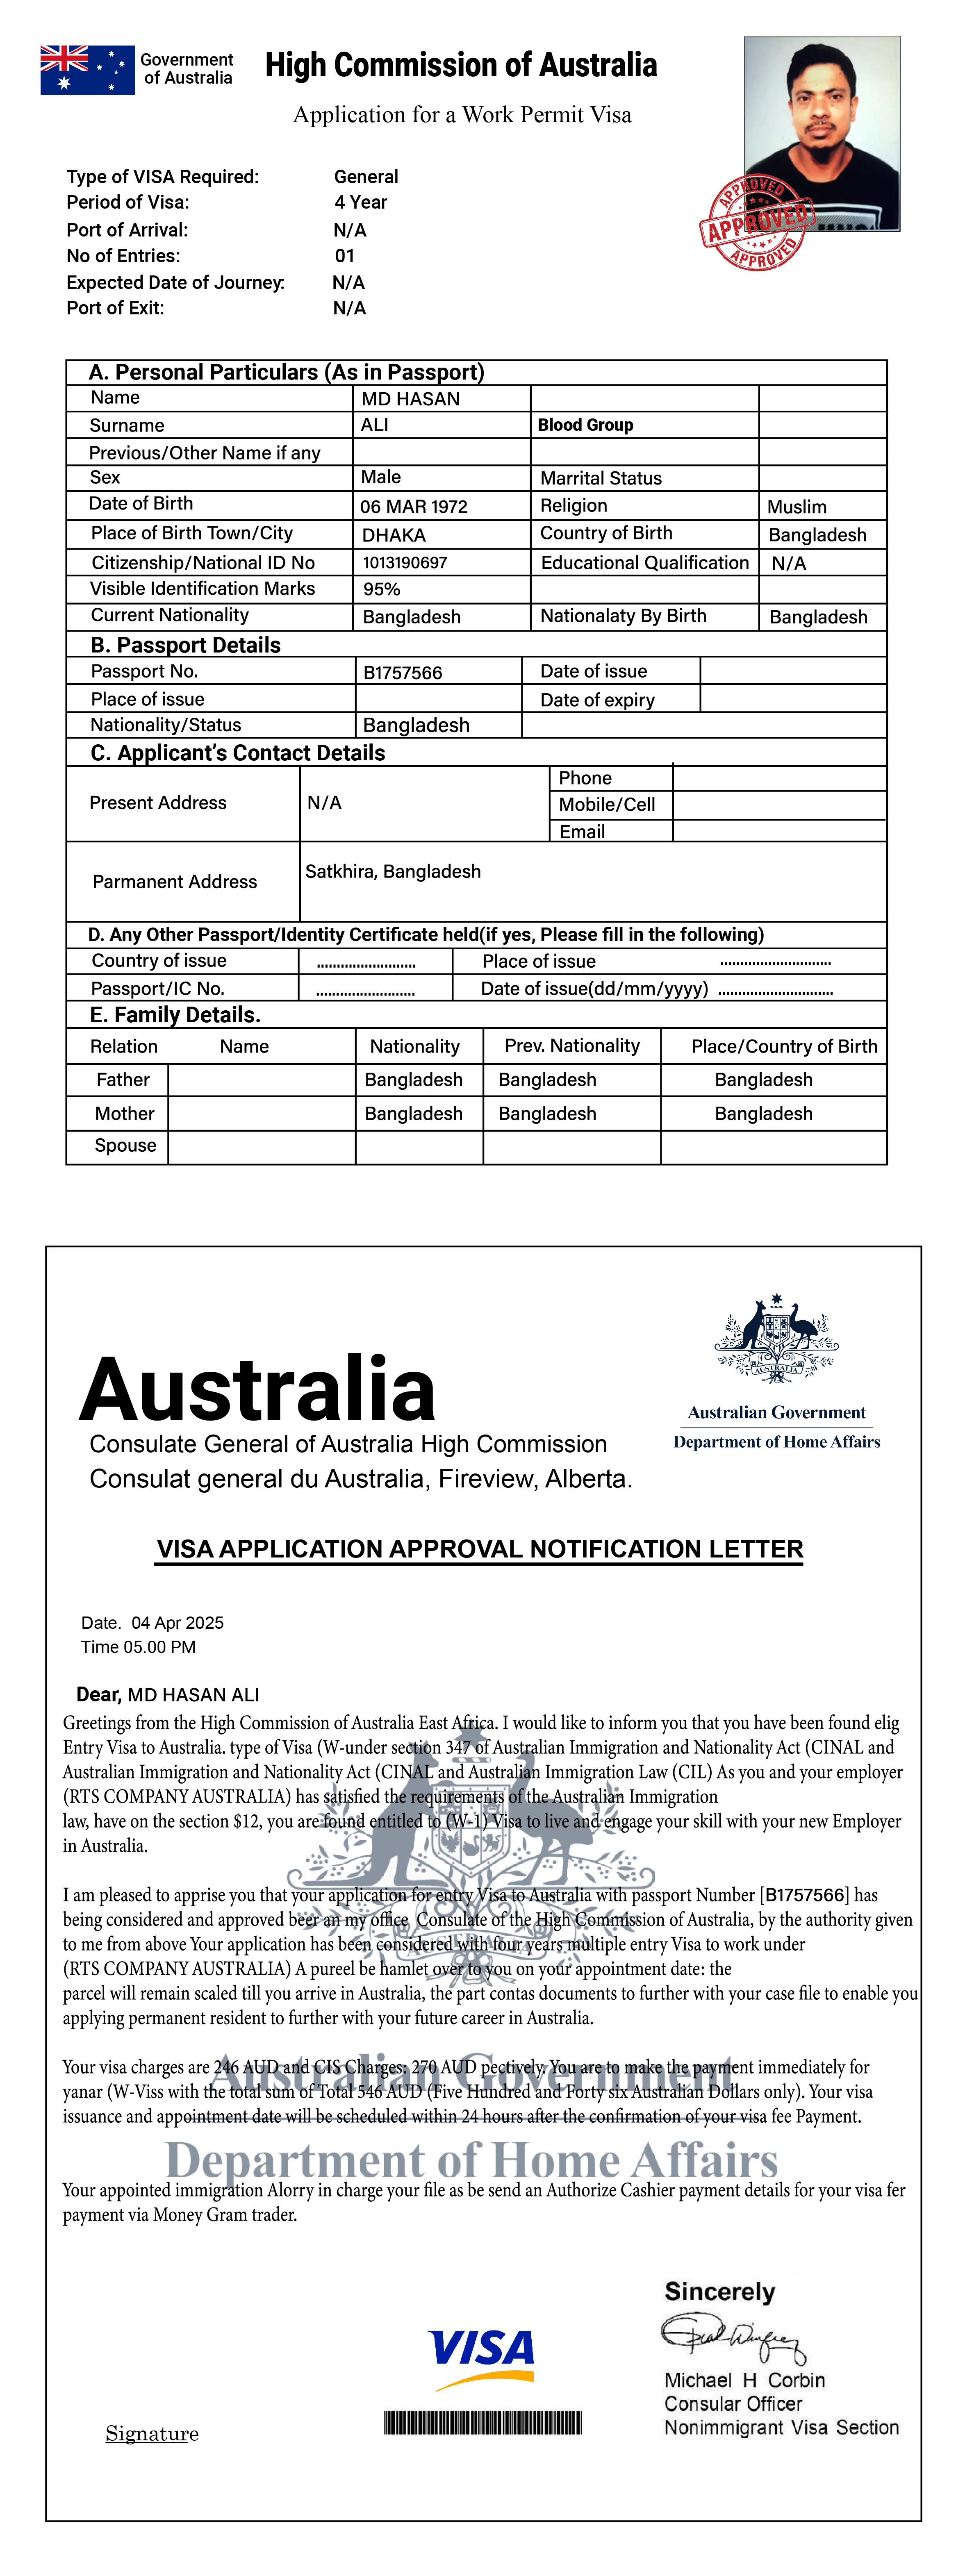 Government
of Australia
High Commission of Australia
Application for a Work Permit Visa
Type of VISA Required: General
Period of Visa: 4 Year
Port of Arrival: N/A
No of Entries: 01
Expected Date of Journey: N/A
Port of Exit: N/A
APPROVED
APPROVED
APPROVED
A. Personal Particulars (As in Passport)
Name MD HASAN
Surname ALI Blood Group
Previous/Other Name if any
Sex Male Marrital Status
Date of Birth 06 MAR 1972 Religion Muslim
Place of Birth Town/City DHAKA Country of Birth Bangladesh
Citizenship/National ID No 1013190697 Educational Qualification N/A
Visible Identification Marks 95%
Current Nationality Bangladesh Nationalaty By Birth Bangladesh
B. Passport Details
Passport No. B1757566 Date of issue
Place of issue Date of expiry
Nationality/Status Bangladesh
C. Applicant's Contact Details
Present Address N/A Phone
Mobile/Cell
Email
Parmanent Address Satkhira, Bangladesh
D. Any Other Passport/Identity Certificate held(if yes, Please fill in the following)
Country of issue ......................... Place of issue ............................
Passport/IC No. ......................... Date of issue(dd/mm/yyyy) .............................
E. Family Details.
Relation Name Nationality Prev. Nationality Place/Country of Birth
Father Bangladesh Bangladesh Bangladesh
Mother Bangladesh Bangladesh Bangladesh
Spouse
AUSTRALIA
Australian Government
Department of Home Affairs
Australia
Consulate General of Australia High Commission
Consulat general du Australia, Fireview, Alberta.
VISA APPLICATION APPROVAL NOTIFICATION LETTER
Date. 04 Apr 2025
Time 05.00 PM
Dear, MD HASAN ALI
Greetings from the High Commission of Australia East Africa. I would like to inform you that you have been found elig
Entry Visa to Australia. type of Visa (W-under section 347 of Australian Immigration and Nationality Act (CINAL and
Australian Immigration and Nationality Act (CINAL and Australian Immigration Law (CIL) As you and your employer
(RTS COMPANY AUSTRALIA) has satisfied the requirements of the Australian Immigration
law, have on the section $12, you are found entitled to (W-1) Visa to live and engage your skill with your new Employer
in Australia.
I am pleased to apprise you that your application for entry Visa to Australia with passport Number [B1757566] has
being considered and approved beer an my office Consulate of the High Commission of Australia, by the authority given
to me from above Your application has been considered with four years multiple entry Visa to work under
(RTS COMPANY AUSTRALIA) A pureel be hamlet over to you on your appointment date: the
parcel will remain scaled till you arrive in Australia, the part contas documents to further with your case file to enable you
applying permanent resident to further with your future career in Australia.
Your visa charges are 246 AUD and CIS Charges: 270 AUD pectively. You are to make the payment immediately for
yanar (W-Viss with the total sum of Total 546 AUD (Five Hundred and Forty six Australian Dollars only). Your visa
issuance and appointment date will be scheduled within 24 hours after the confirmation of your visa fee Payment.
Australian Government
Department of Home Affairs
Your appointed immigration Alorry in charge your file as be send an Authorize Cashier payment details for your visa fer
payment via Money Gram trader.
Sincerely
VISA
Michael H Corbin
Consular Officer
Nonimmigrant Visa Section
Signature